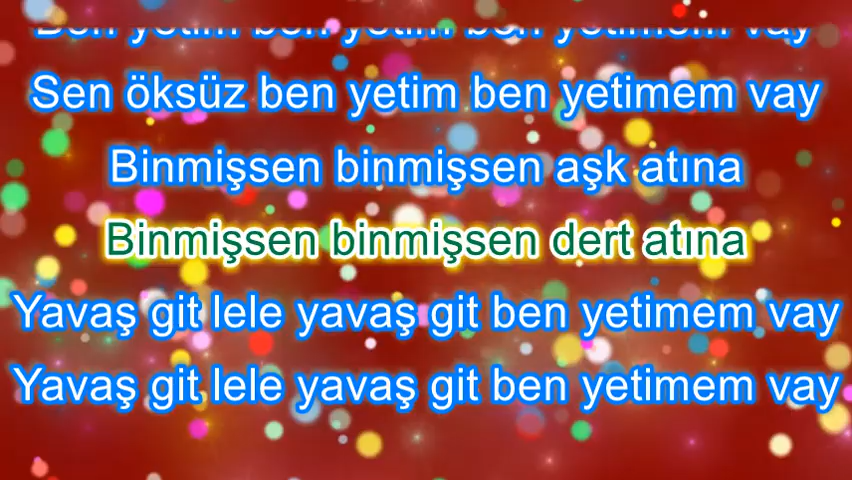 Ben yetim ben yetim ben yetimem vay
Sen öksüz ben yetim ben yetimem vay
Binmişsen binmişsen aşk atına
Binmişsen binmişsen dert atına
Yavaş git lele yavaş git ben yetimem vay
Yavaş git lele yavaş git ben yetimem vay